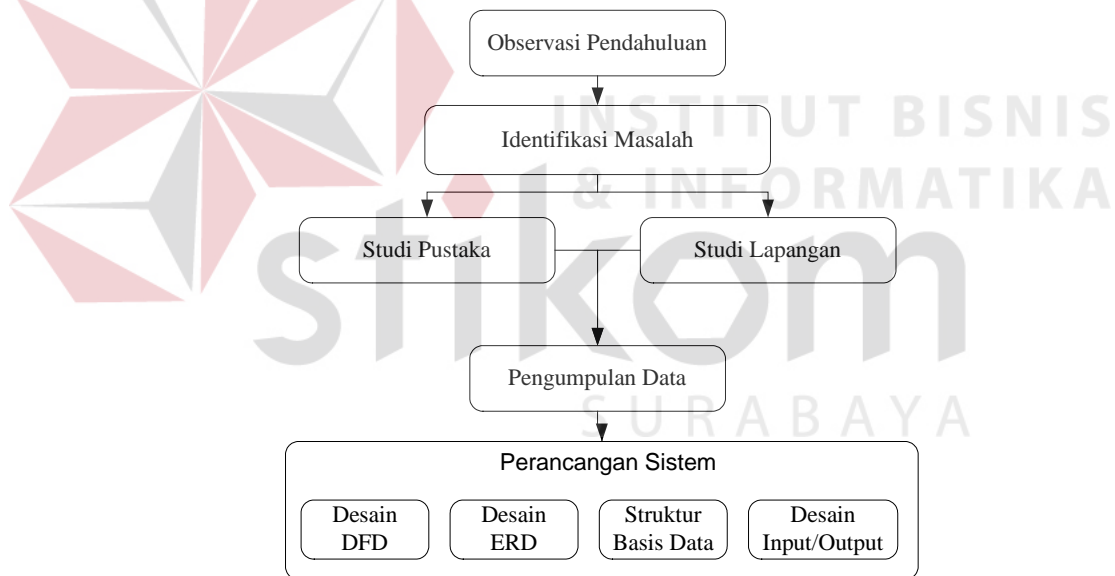 Observasi Pendahuluan
INSTITUT BISNIS
Identifikasi Masalah
& INFORMATIKA
Studi Pustaka
Studi Lapangan
stikom
Pengumpulan Data
SURABAYA
Perancangan Sistem
Desain
DFD
Desain
ERD
Struktur
Basis Data
Desain
Input/Output